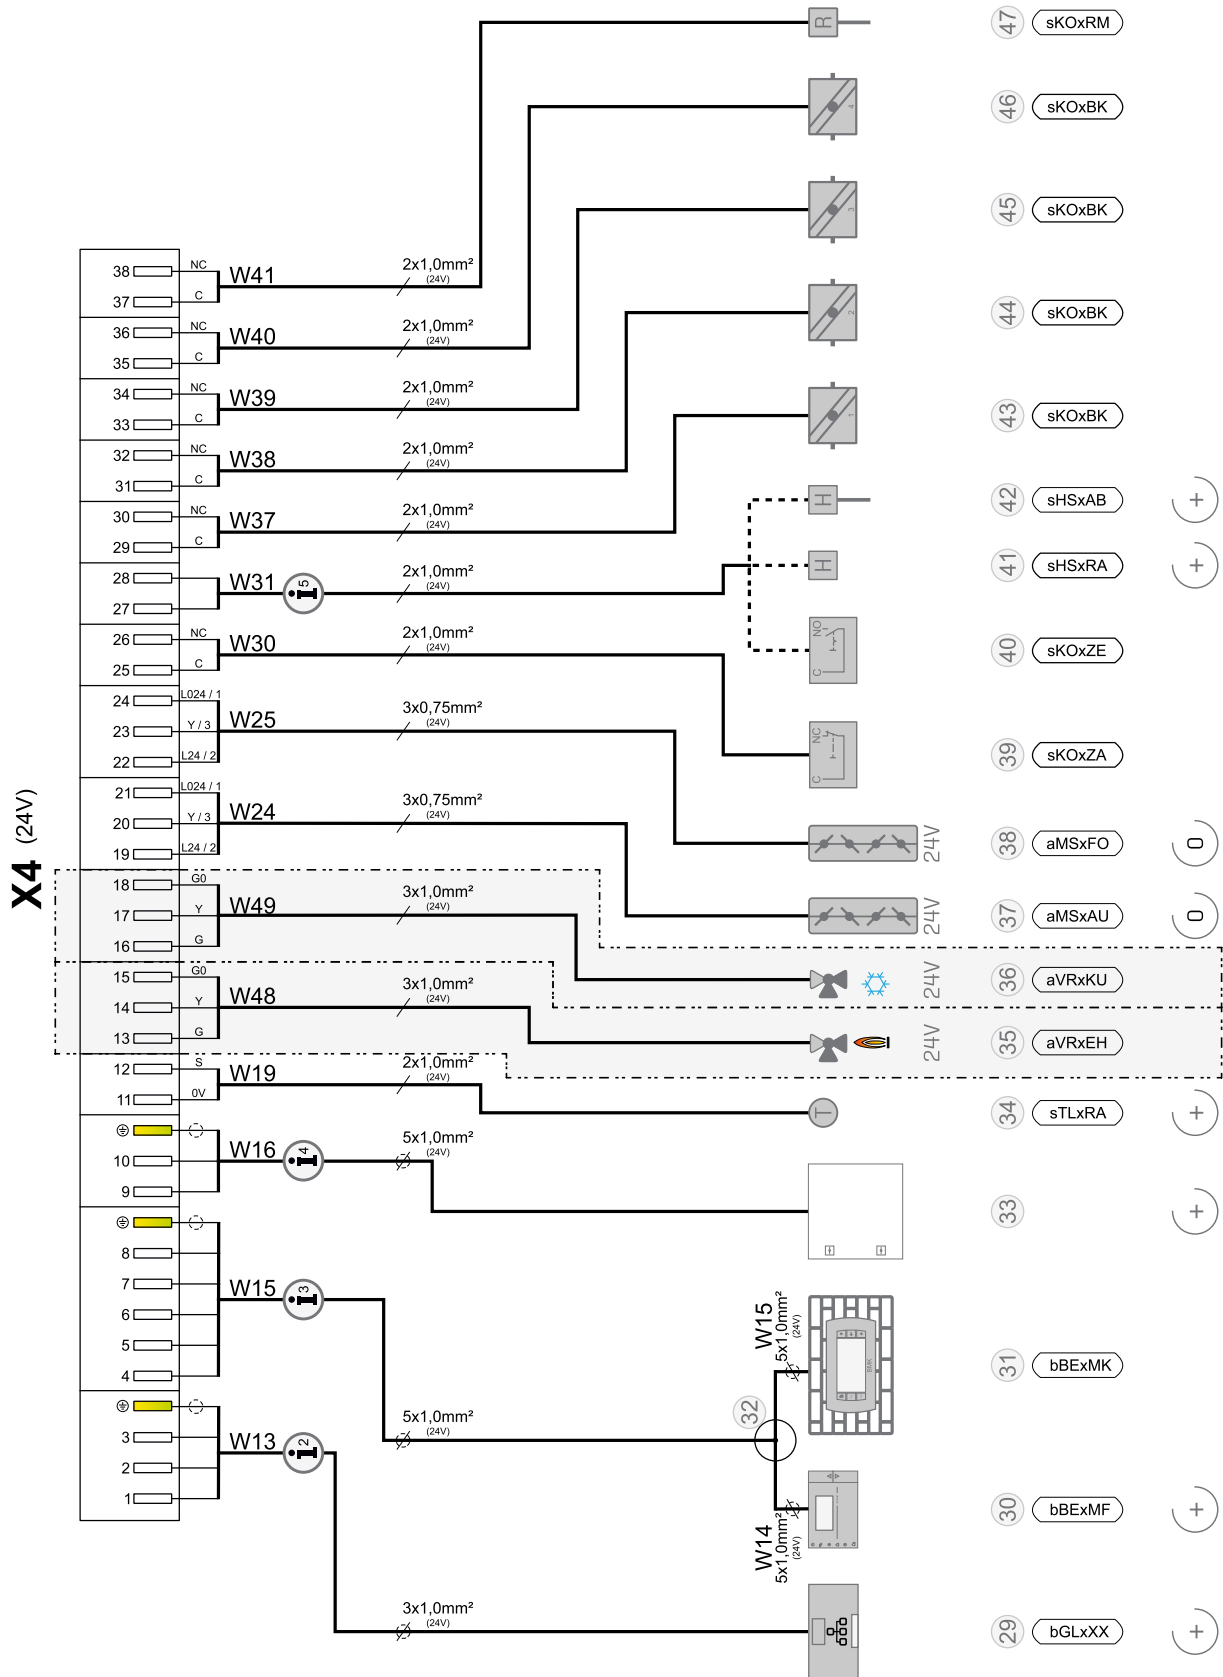 X4 (24V)
R 47 sKOxRM
4 46 sKOxBK
3 45 sKOxBK
38 NC W41 2x1,0mm² (24V)
37 C
2 44 sKOxBK
36 NC W40 2x1,0mm² (24V)
35 C
34 NC W39 2x1,0mm² (24V)
33 C
1 43 sKOxBK
32 NC W38 2x1,0mm² (24V)
31 C
H 42 sHSxAB +
30 NC W37 2x1,0mm² (24V)
29 C
H 41 sHSxRA +
28 W31 i5 2x1,0mm² (24V)
27
26 NC W30 2x1,0mm² (24V)
25 C
C NO 40 sKOxZE
24 L024 / 1
23 Y / 3 W25 3x0,75mm² (24V)
22 L24 / 2
C NC 39 sKOxZA
21 L024 / 1
20 Y / 3 W24 3x0,75mm² (24V)
19 L24 / 2
24V 38 aMSxFO 0
18 G0
17 Y W49 3x1,0mm² (24V)
16 G
24V 37 aMSxAU 0
15 G0
14 Y W48 3x1,0mm² (24V)
13 G
24V 36 aVRxKU
24V 35 aVRxEH
12 S W19 2x1,0mm² (24V)
11 0V
T 34 sTLxRA +
10 W16 i4 5x1,0mm² (24V)
9
33 +
8
7
6 W15 i3 5x1,0mm² (24V)
5
4
32
W15 5x1,0mm² (24V)
BMK 31 bBExMK
3
2 W13 i2 3x1,0mm² (24V)
1
W14 5x1,0mm² (24V)
30 bBExMF +
29 bGLxXX +